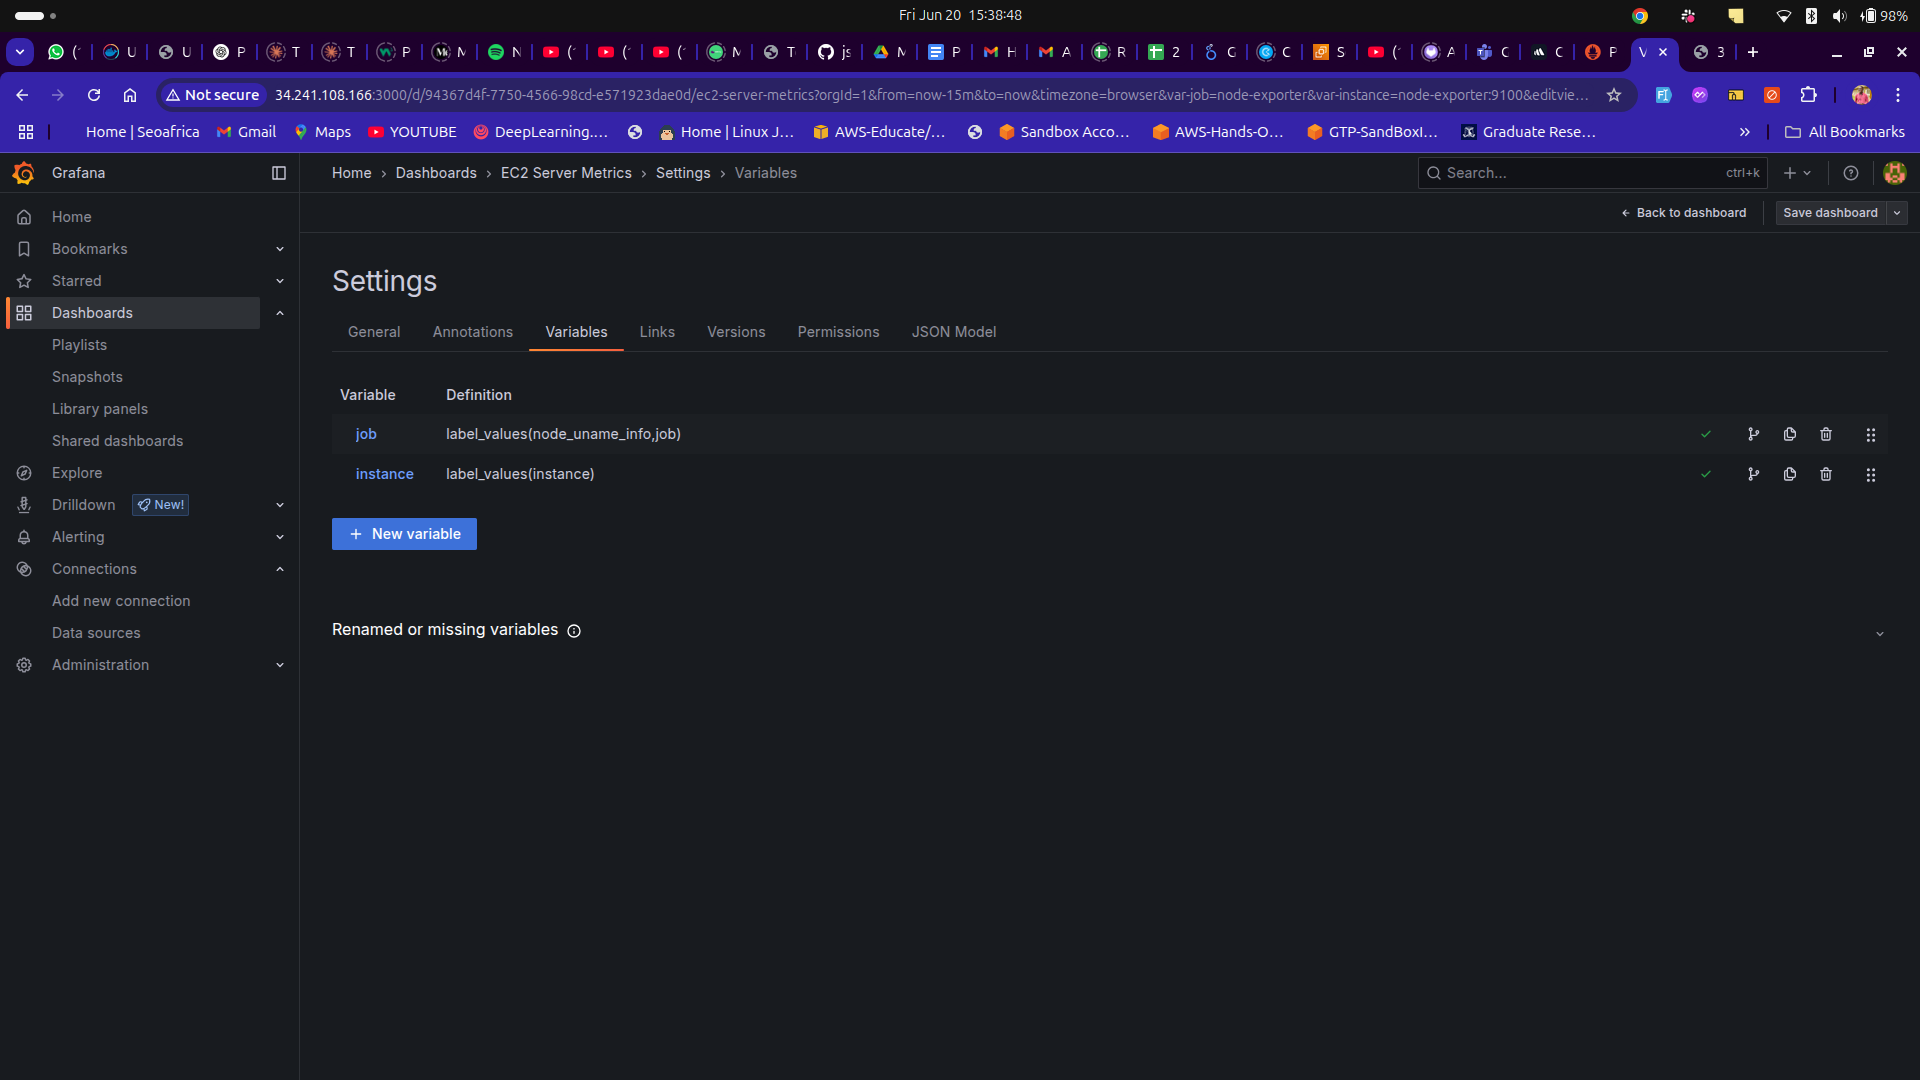 Fri Jun 20 15:38:48
98%
Not secure
34.241.108.166:3000/d/94367d4f-7750-4566-98cd-e571923dae0d/ec2-server-metrics?orgId=1&from=now-15m&to=now&timezone=browser&var-job=node-exporter&var-instance=node-exporter:9100&editvie...
Home | Seoafrica
Gmail
Maps
YOUTUBE
DeepLearning....
Home | Linux J...
AWS-Educate/...
Sandbox Acco...
AWS-Hands-O...
GTP-SandBoxI...
Graduate Rese...
All Bookmarks
Grafana
Home › Dashboards › EC2 Server Metrics › Settings › Variables
Search...
ctrl+k
Back to dashboard
Save dashboard
Home
Bookmarks
Starred
Dashboards
Playlists
Snapshots
Library panels
Shared dashboards
Explore
Drilldown
New!
Alerting
Connections
Add new connection
Data sources
Administration
Settings
General
Annotations
Variables
Links
Versions
Permissions
JSON Model
Variable
Definition
job
label_values(node_uname_info,job)
instance
label_values(instance)
New variable
Renamed or missing variables